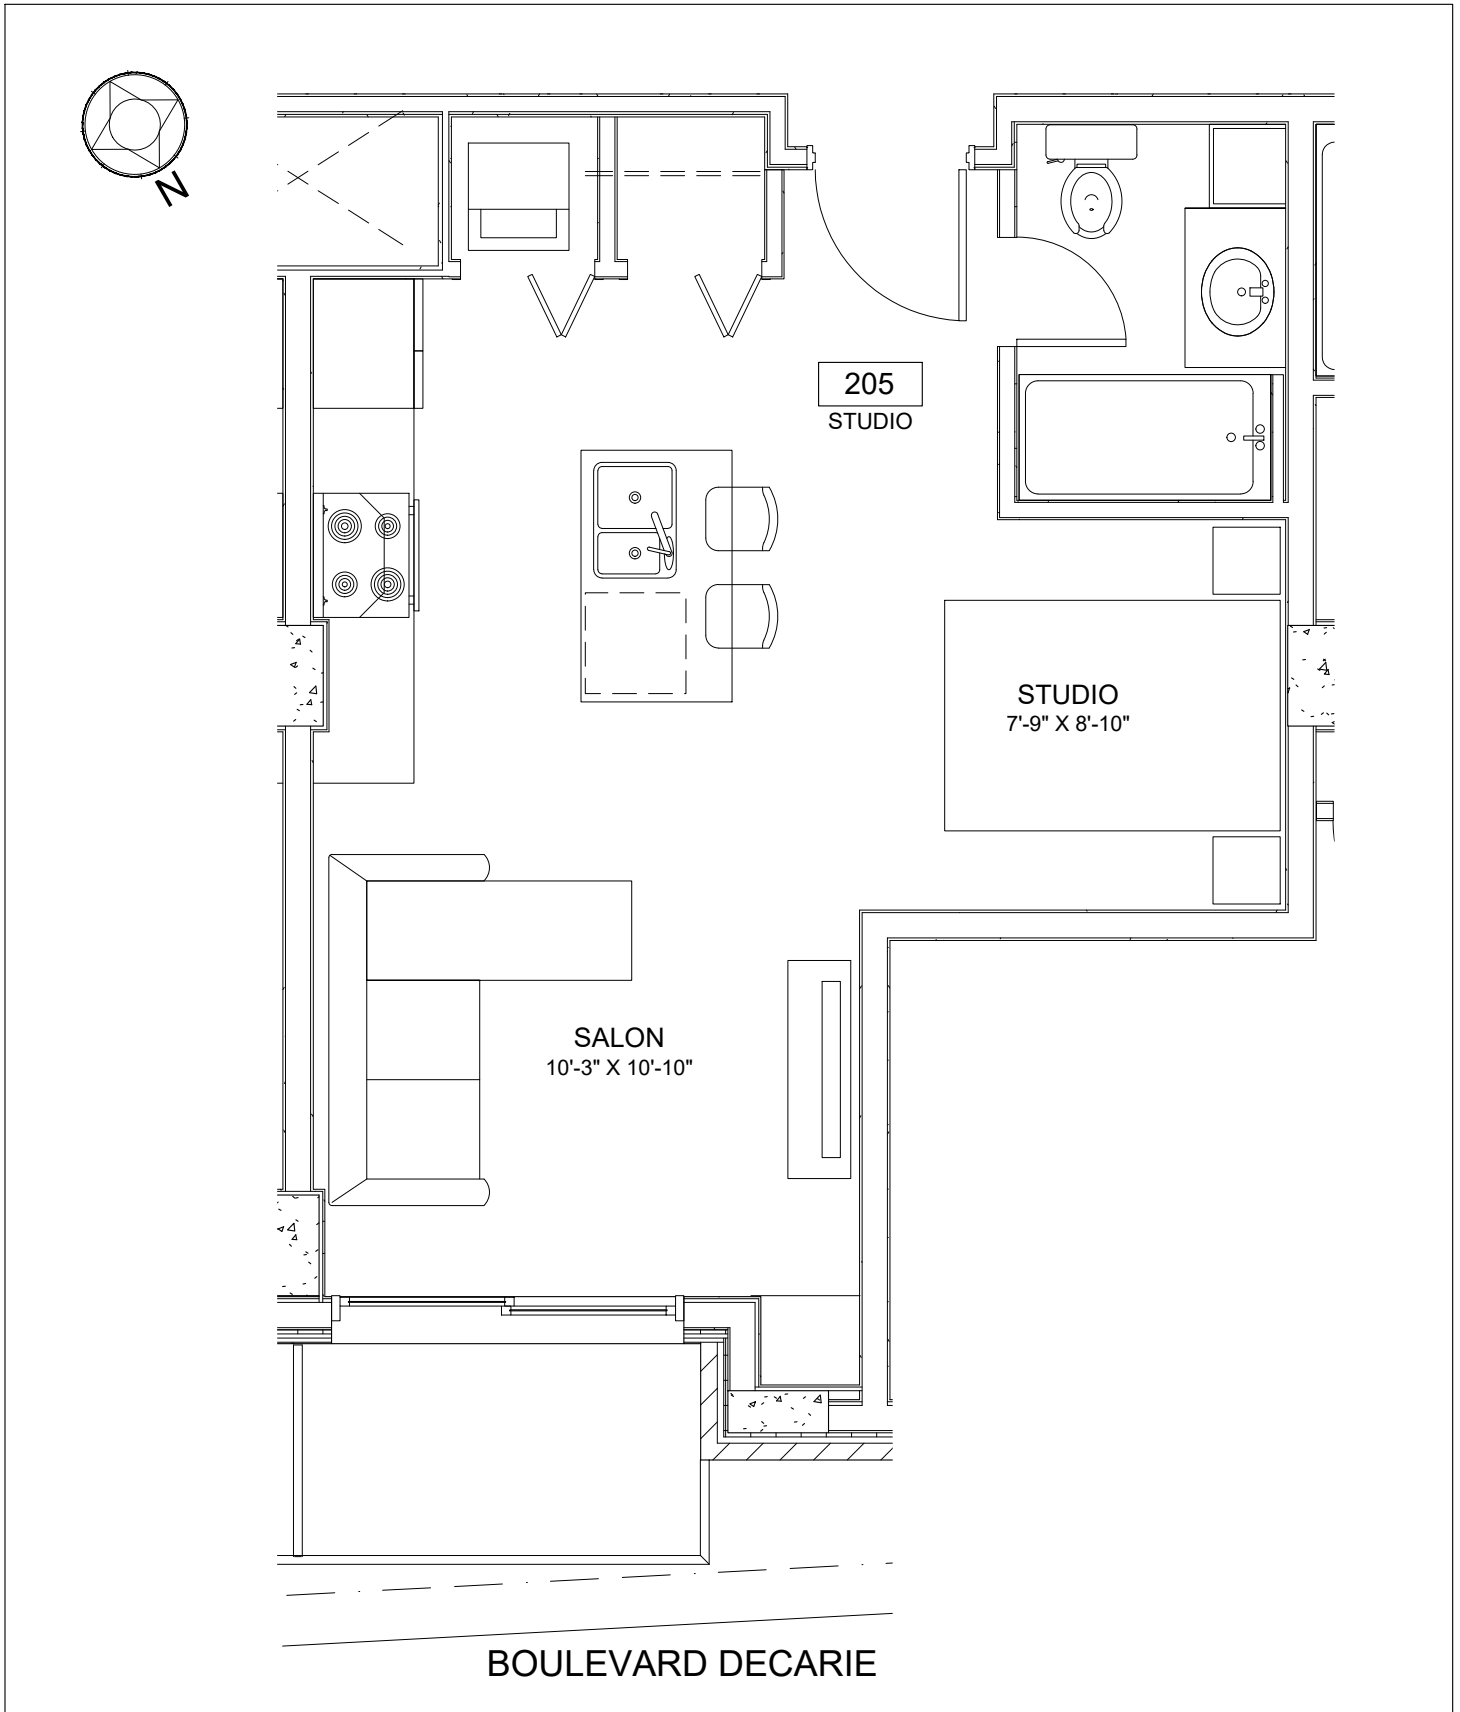 N
205
STUDIO
STUDIO
7'-9" X 8'-10"
SALON
10'-3" X 10'-10"
BOULEVARD DECARIE